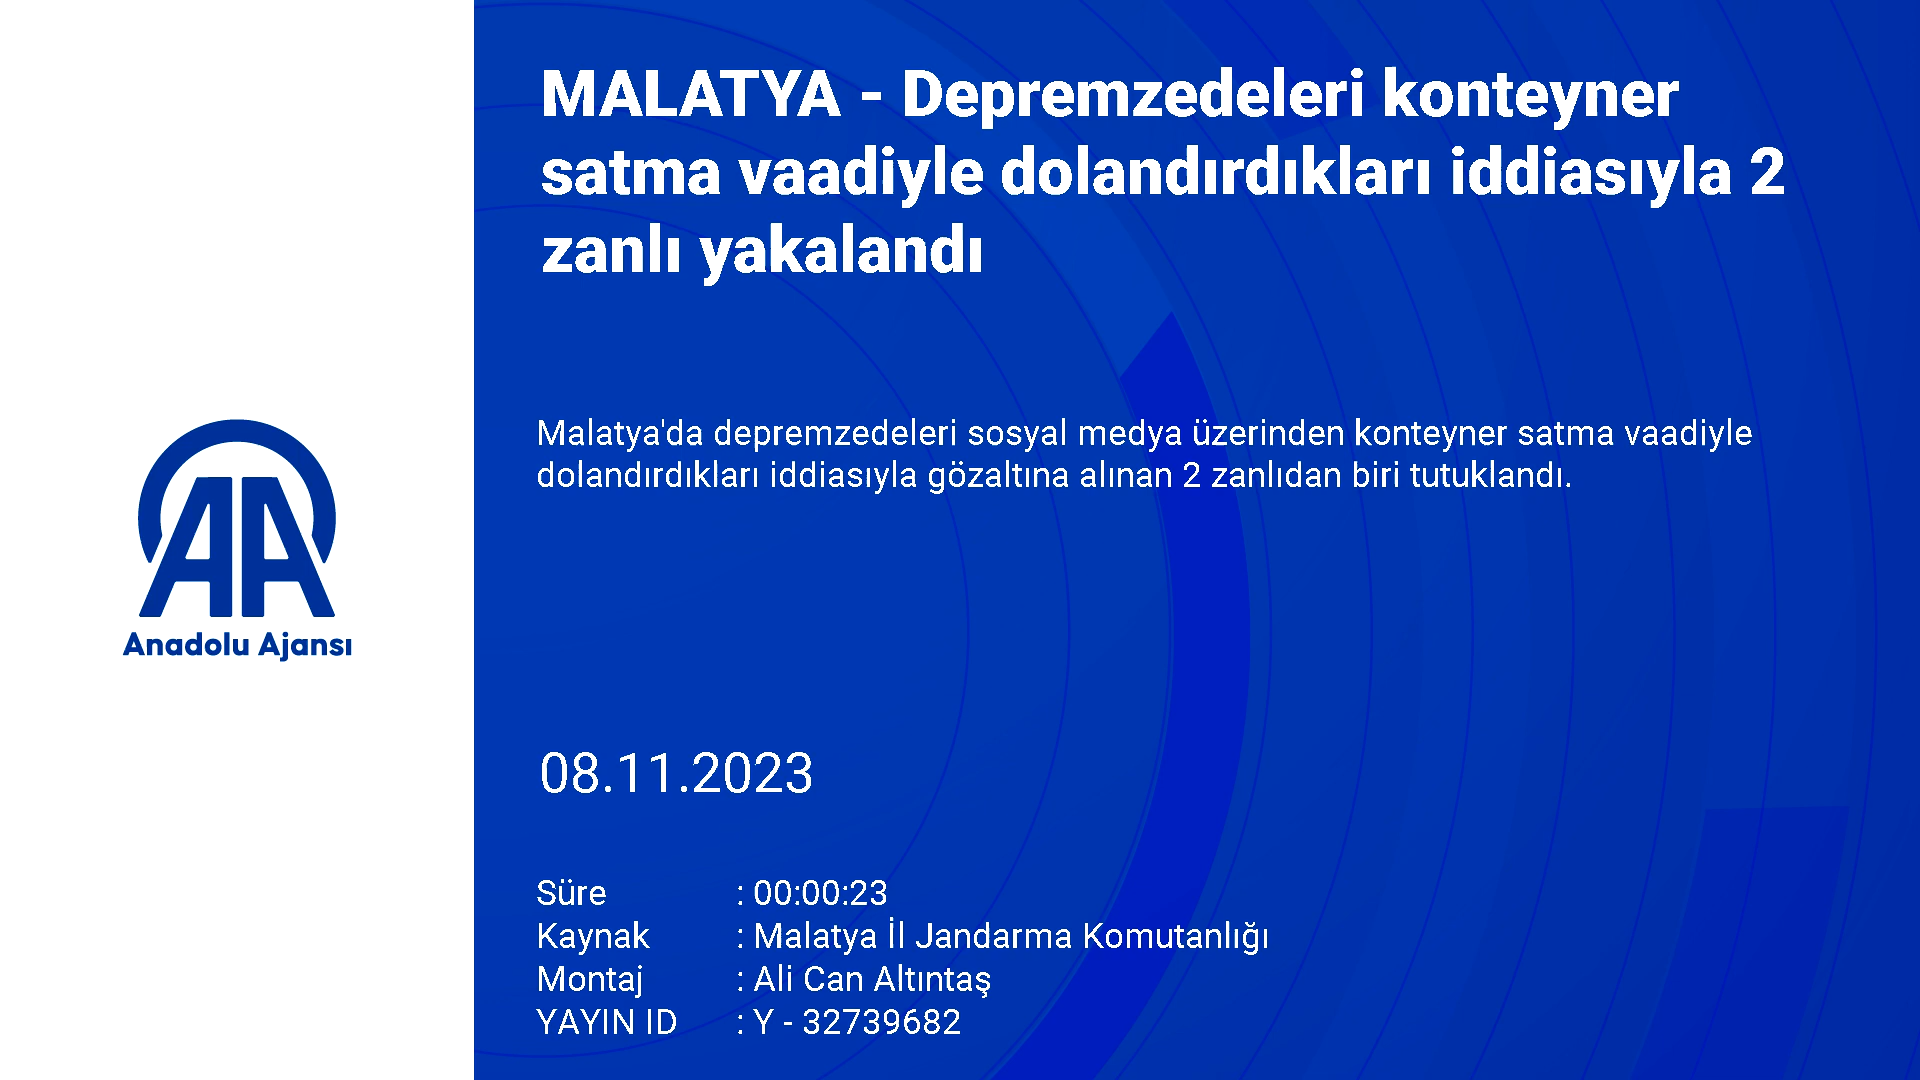 MALATYA - Depremzedeleri konteyner
satma vaadiyle dolandırdıkları iddiasıyla 2
zanlı yakalandı
Malatya'da depremzedeleri sosyal medya üzerinden konteyner satma vaadiyle
dolandırdıkları iddiasıyla gözaltına alınan 2 zanlıdan biri tutuklandı.
AA
Anadolu Ajansı
08.11.2023
Süre : 00:00:23
Kaynak : Malatya İl Jandarma Komutanlığı
Montaj : Ali Can Altıntaş
YAYIN ID : Y - 32739682